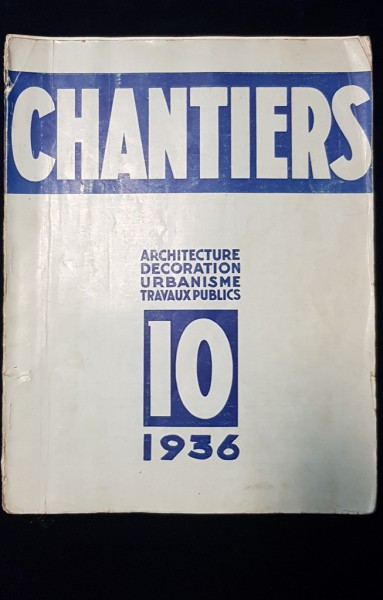 CHANTIERS
ARCHITECTURE
DECORATION
URBANISME
TRAVAUX PUBLICS
10
1936